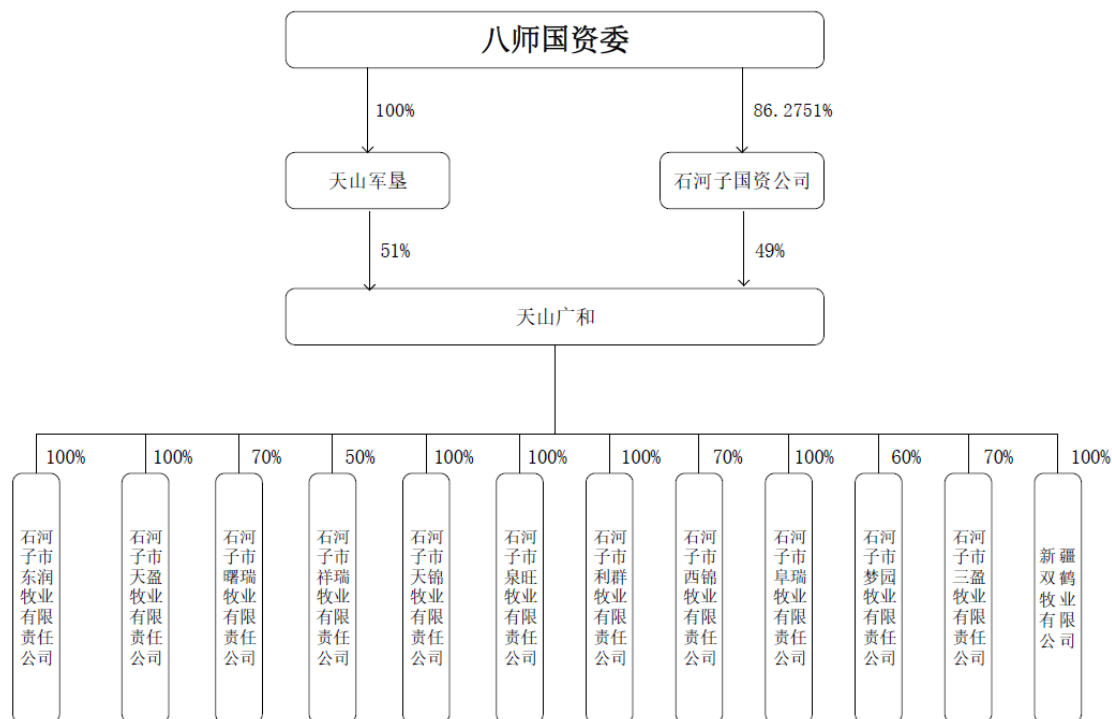 八师国资委
100%
86.2751%
天山军垦
石河子国资公司
51%
49%
天山广和
100%
100%
70%
50%
100%
100%
100%
70%
100%
60%
70%
100%
石河子市东润牧业有限责任公司
石河子市天盈牧业有限责任公司
石河子市曙瑞牧业有限责任公司
石河子市祥瑞牧业有限责任公司
石河子市天锦牧业有限责任公司
石河子市泉旺牧业有限责任公司
石河子市利群牧业有限责任公司
石河子市西锦牧业有限责任公司
石河子市阜瑞牧业有限责任公司
石河子市梦园牧业有限责任公司
石河子市三盈牧业有限责任公司
新疆双鹤牧业有限公司